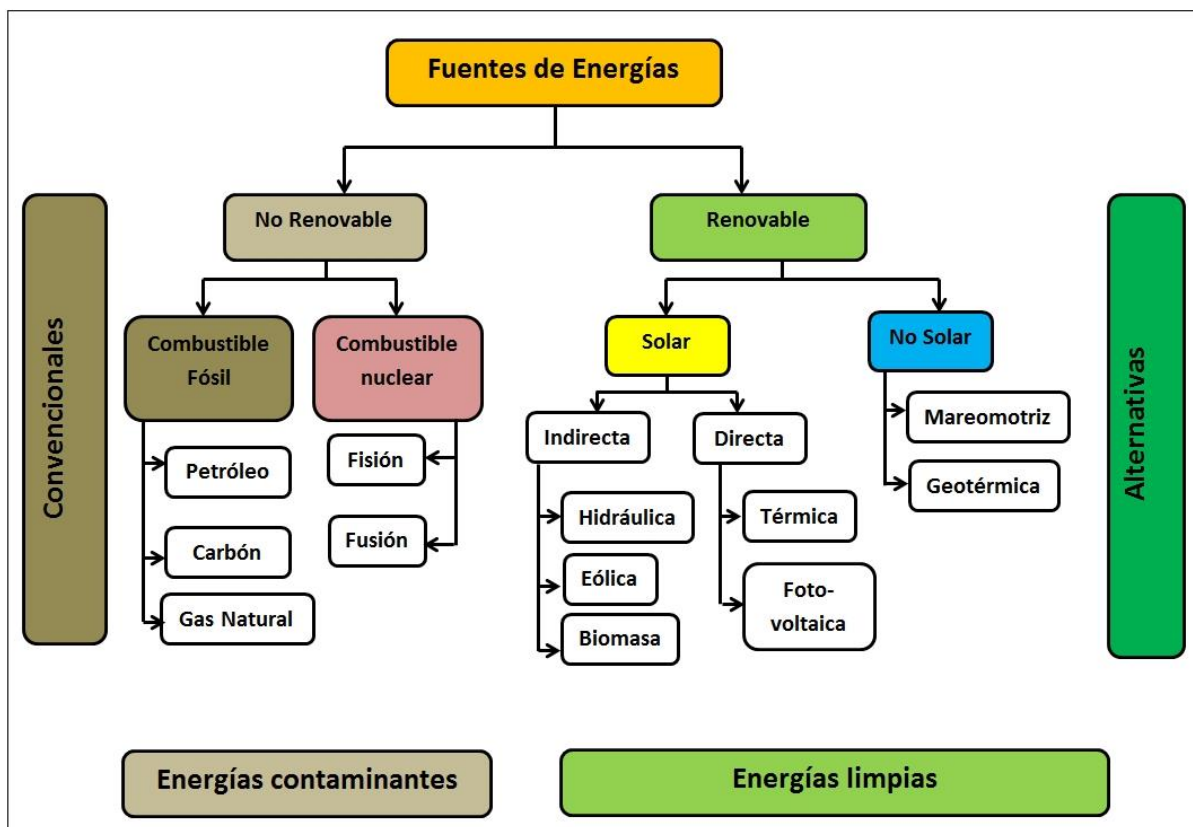 Fuentes de Energías
No Renovable
Renovable
Convencionales
Alternativas
Combustible
Fósil
Combustible
nuclear
Solar
No Solar
Petróleo
Carbón
Gas Natural
Fisión
Fusión
Indirecta
Directa
Hidráulica
Eólica
Biomasa
Térmica
Foto-
voltaica
Mareomotriz
Geotérmica
Energías contaminantes
Energías limpias